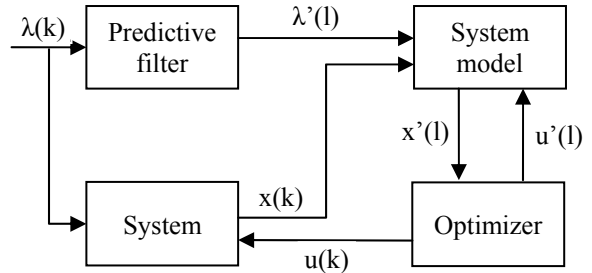 λ(k)
Predictive
filter
λ’(l)
System
model
x’(l)
u’(l)
System
x(k)
Optimizer
u(k)